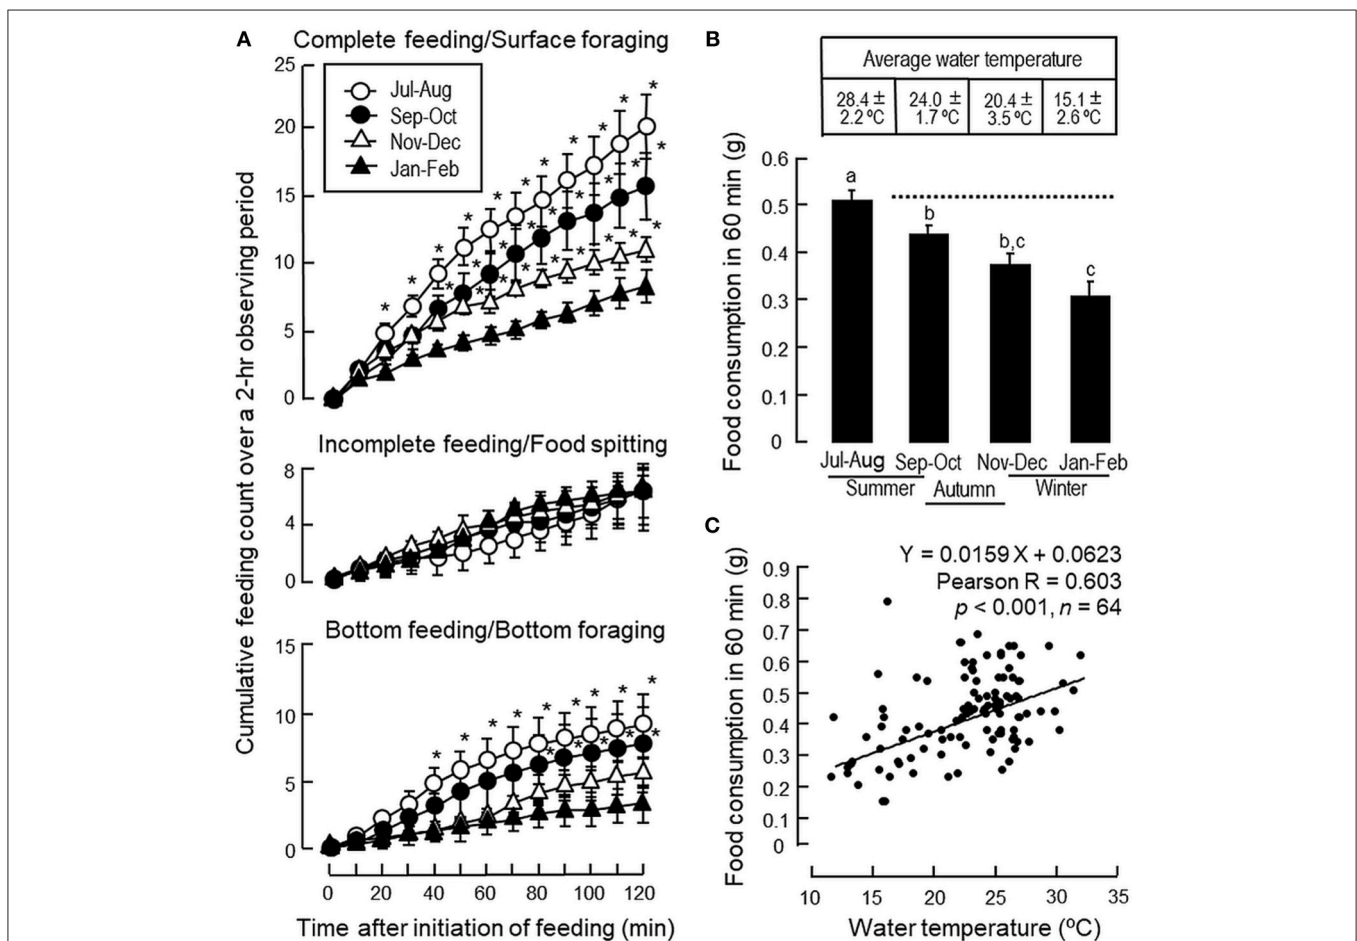 A
Complete feeding/Surface foraging
Cumulative feeding count over a 2-hr observing period
25
20
15
10
5
0
Jul-Aug
Sep-Oct
Nov-Dec
Jan-Feb
* * * * * * * * * * *
* * * * * * * *
* * * * * * * *
Incomplete feeding/Food spitting
8
4
0
Bottom feeding/Bottom foraging
15
10
5
0
* * * * * * * * *
* * * * *
0 20 40 60 80 100 120
Time after initiation of feeding (min)
B
Average water temperature
28.4 ± 24.0 ± 20.4 ± 15.1 ±
2.2 ºC 1.7 ºC 3.5 ºC 2.6 ºC
Food consumption in 60 min (g)
0.6
0.5
0.4
0.3
0.2
0.1
0
a
b
b,c
c
Jul-Aug Sep-Oct Nov-Dec Jan-Feb
Summer Autumn Winter
C
Y = 0.0159 X + 0.0623
Pearson R = 0.603
p < 0.001, n = 64
Food consumption in 60 min (g)
0.9
0.8
0.7
0.6
0.5
0.4
0.3
0.2
0.1
0
10 15 20 25 30 35
Water temperature (ºC)